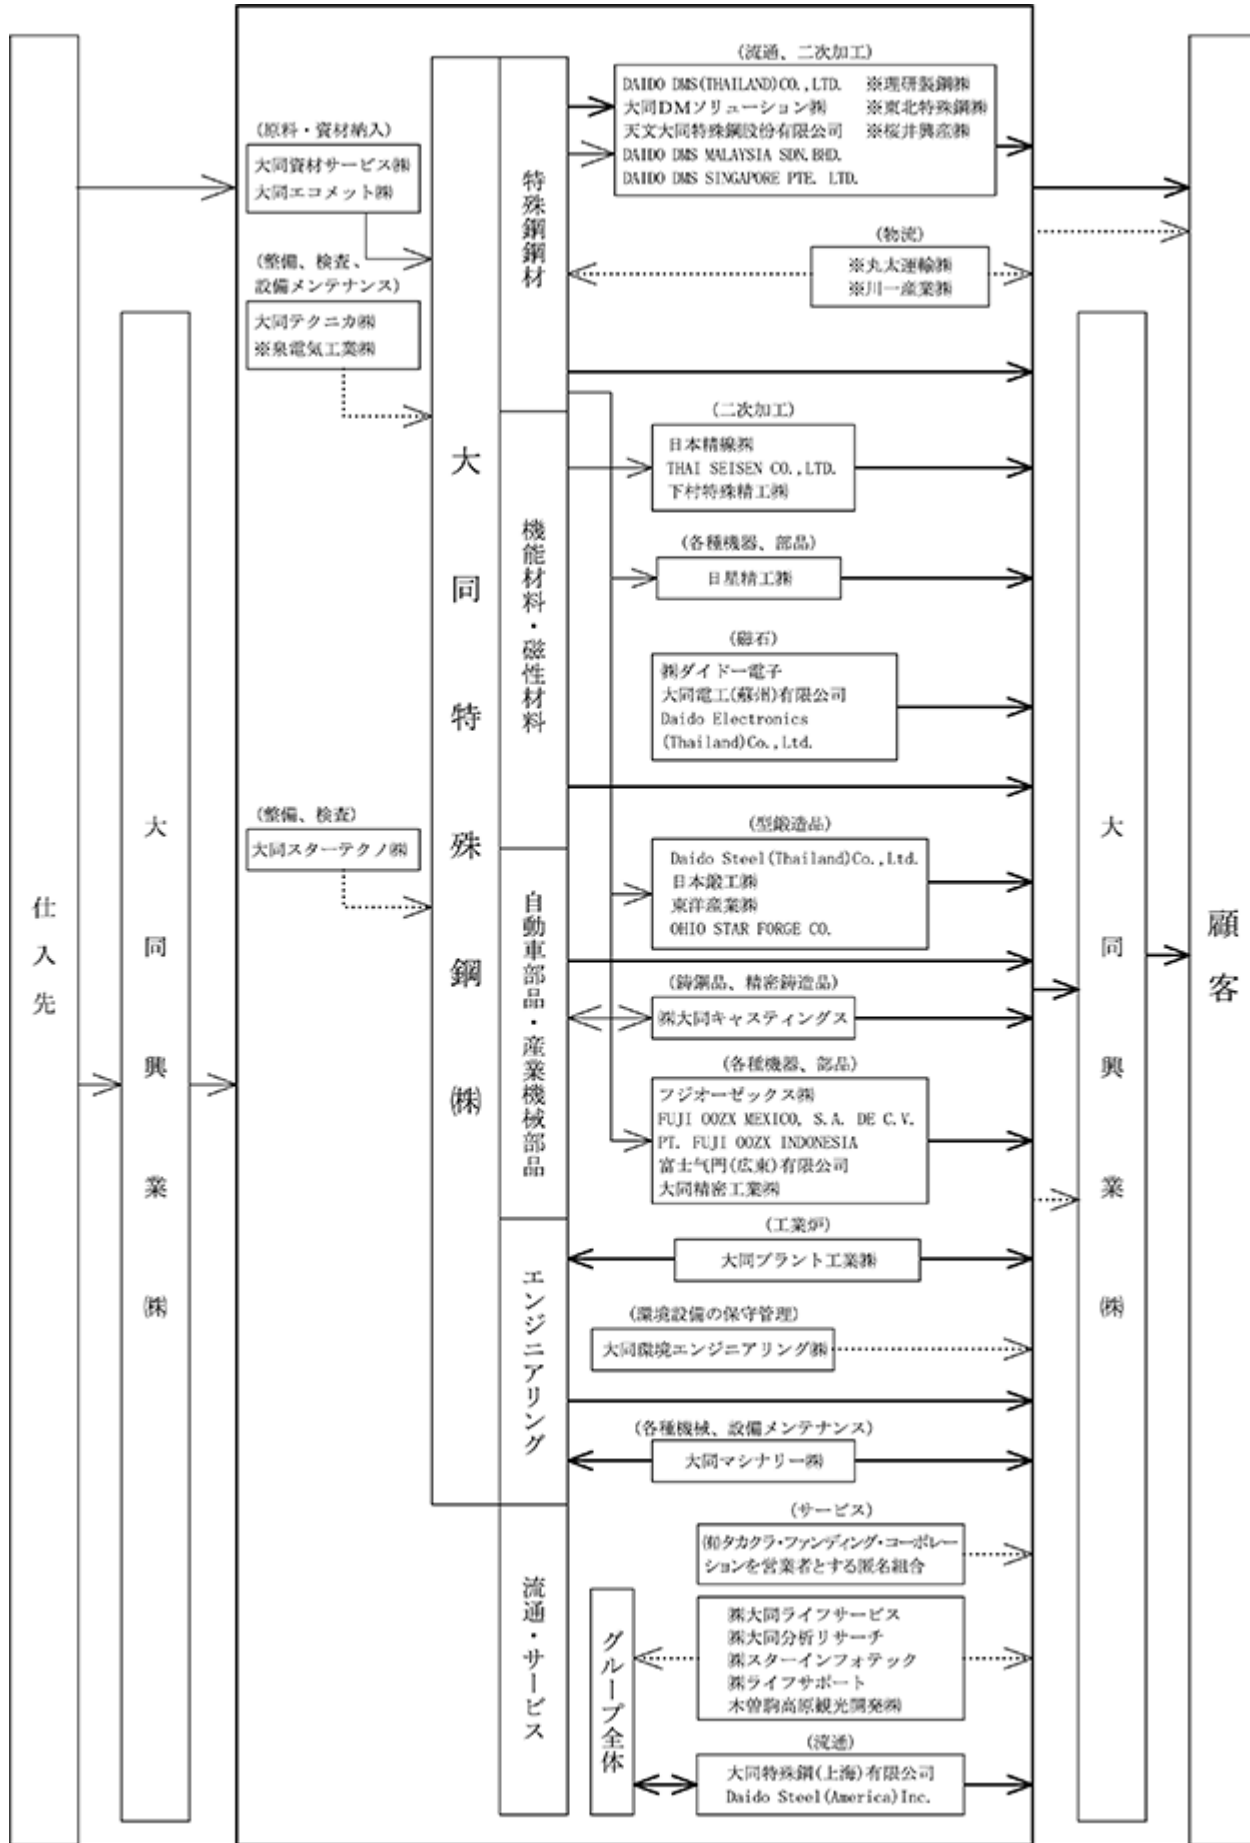 仕入先
大同興業㈱
(原料・資材納入)
大同資材サービス㈱
大同エコメット㈱
(整備、検査、
設備メンテナンス)
大同テクニカ㈱
※泉電気工業㈱
(整備、検査)
大同スターテクノ㈱
大同特殊鋼㈱
特殊鋼鋼材
(流通、二次加工)
DAIDO DMS(THAILAND)CO.,LTD. ※理研製鋼㈱
大同DMソリューション㈱ ※東北特殊鋼㈱
天文大同特殊鋼股份有限公司 ※桜井興産㈱
DAIDO DMS MALAYSIA SDN.BHD.
DAIDO DMS SINGAPORE PTE. LTD.
(物流)
※丸太運輸㈱
※川一産業㈱
機能材料・磁性材料
(二次加工)
日本精線㈱
THAI SEISEN CO.,LTD.
下村特殊精工㈱
(各種機器、部品)
日星精工㈱
(磁石)
㈱ダイドー電子
大同電工(蘇州)有限公司
Daido Electronics
(Thailand)Co.,Ltd.
自動車部品・産業機械部品
(型鍛造品)
Daido Steel(Thailand)Co.,Ltd.
日本鍛工㈱
東洋産業㈱
OHIO STAR FORGE CO.
(鋳鋼品、精密鋳造品)
㈱大同キャスティングス
(各種機器、部品)
フジオーゼックス㈱
FUJI OOZX MEXICO, S.A. DE C.V.
PT. FUJI OOZX INDONESIA
富士气門(広東)有限公司
大同精密工業㈱
エンジニアリング
(工業炉)
大同プラント工業㈱
(環境設備の保守管理)
大同環境エンジニアリング㈱
(各種機械、設備メンテナンス)
大同マシナリー㈱
流通・サービス
(サービス)
㈲タカクラ・ファンディング・コーポレー
ションを営業者とする匿名組合
グループ全体
㈱大同ライフサービス
㈱大同分析リサーチ
㈱スターインフォテック
㈱ライフサポート
木曽駒高原観光開発㈱
(流通)
大同特殊鋼(上海)有限公司
Daido Steel(America)Inc.
大同興業㈱
顧客